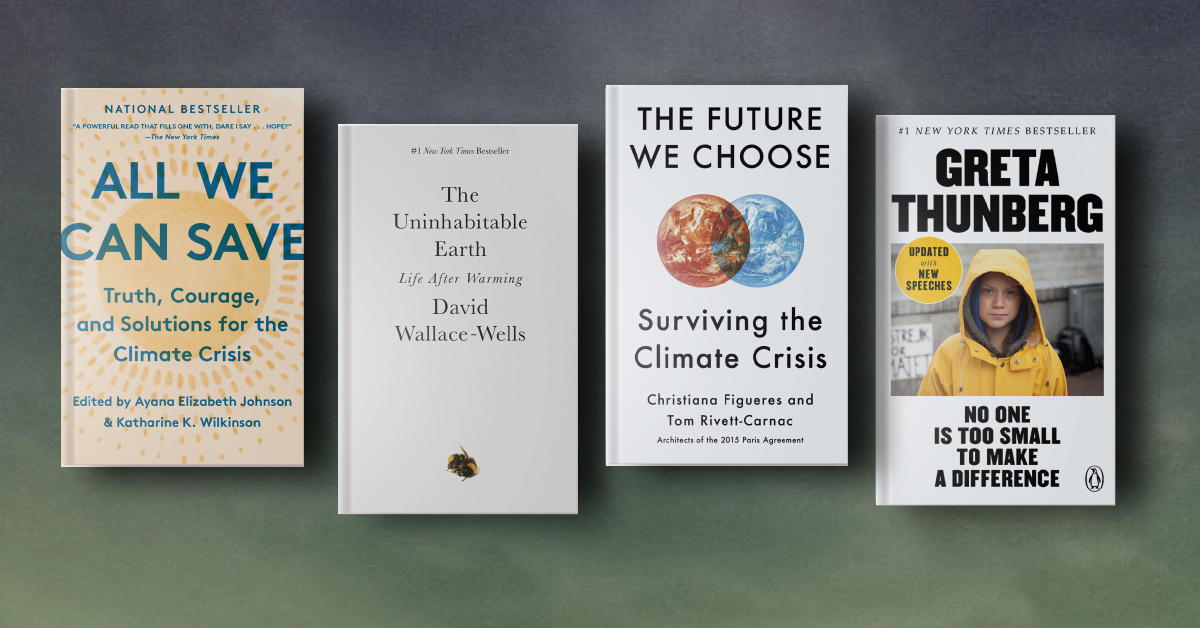 NATIONAL BESTSELLER
"A POWERFUL READ THAT FILLS ONE WITH, DARE I SAY . . . HOPE?"
—The New York Times
ALL WE
CAN SAVE
Truth, Courage,
and Solutions for the
Climate Crisis
Edited by Ayana Elizabeth Johnson
& Katharine K. Wilkinson
#1 New York Times Bestseller
The
Uninhabitable
Earth
Life After Warming
David
Wallace-Wells
THE FUTURE
WE CHOOSE
Surviving the
Climate Crisis
Christiana Figueres and
Tom Rivett-Carnac
Architects of the 2015 Paris Agreement
#1 NEW YORK TIMES BESTSELLER
GRETA
THUNBERG
UPDATED
with
NEW
SPEECHES
STREJK
OR
MATET
NO ONE
IS TOO SMALL
TO MAKE
A DIFFERENCE